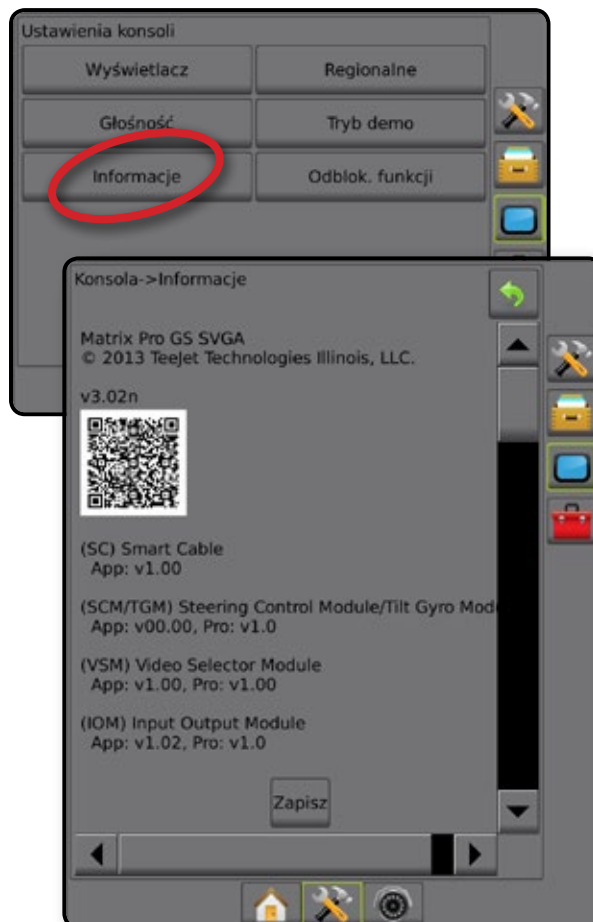 Ustawienia konsoli
Wyświetlacz Regionalne
Głośność Tryb demo
Informacje Odblok. funkcji
Konsola->Informacje
Matrix Pro GS SVGA
© 2013 TeeJet Technologies Illinois, LLC.
v3.02n
(SC) Smart Cable
App: v1.00
(SCM/TGM) Steering Control Module/Tilt Gyro Mod
App: v00.00, Pro: v1.0
(VSM) Video Selector Module
App: v1.00, Pro: v1.00
(IOM) Input Output Module
App: v1.02, Pro: v1.0
Zapisz